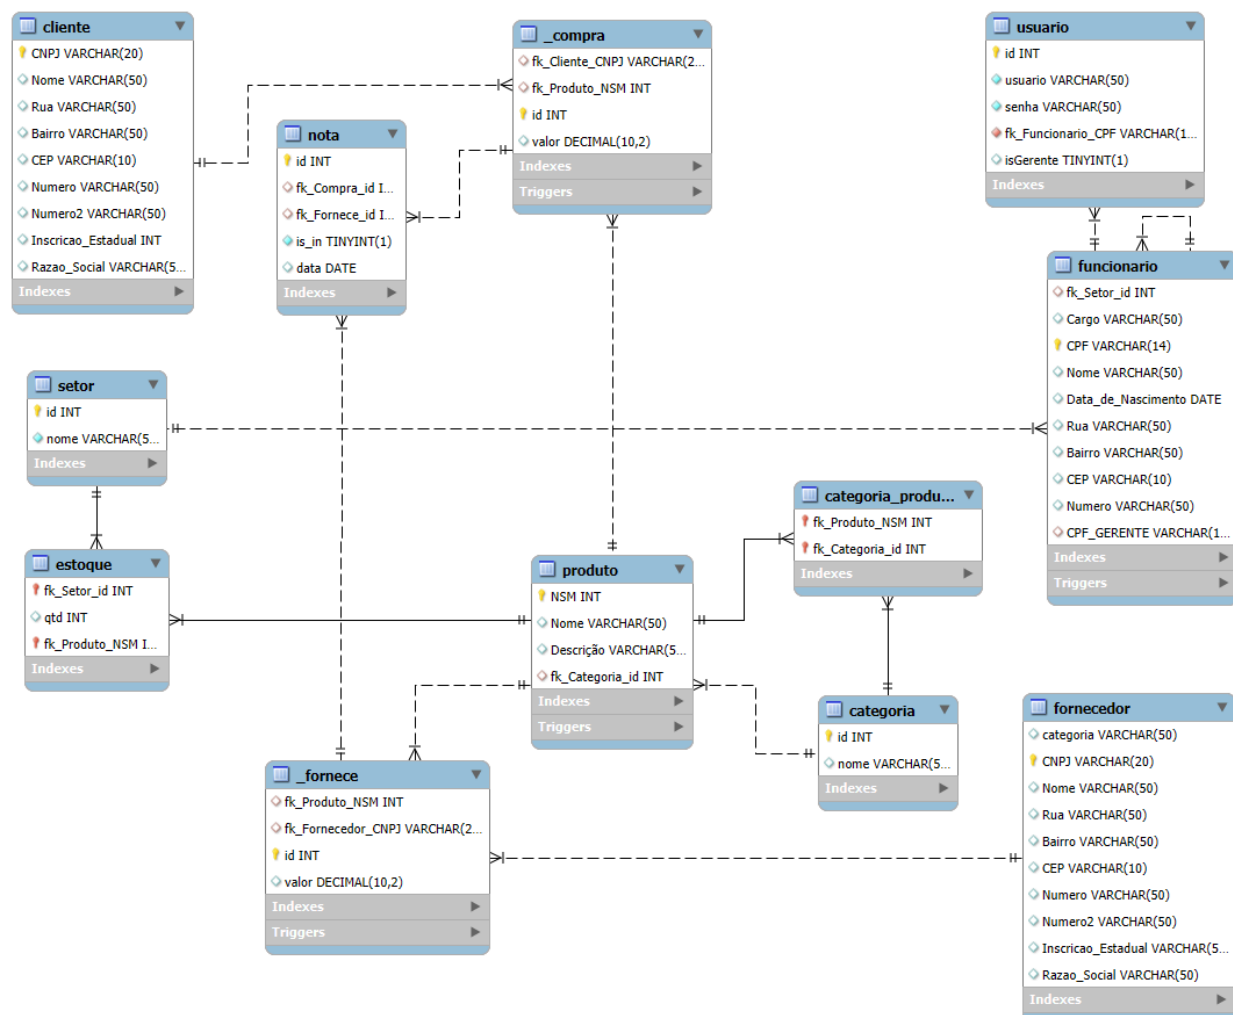 cliente
CNPJ VARCHAR(20)
Nome VARCHAR(50)
Rua VARCHAR(50)
Bairro VARCHAR(50)
CEP VARCHAR(10)
Numero VARCHAR(50)
Numero2 VARCHAR(50)
Inscricao_Estadual INT
Razao_Social VARCHAR(5...
Indexes
nota
id INT
fk_Compra_id I...
fk_Fornece_id I...
is_in TINYINT(1)
data DATE
Indexes
_compra
fk_Cliente_CNPJ VARCHAR(2...
fk_Produto_NSM INT
id INT
valor DECIMAL(10,2)
Indexes
Triggers
usuario
id INT
usuario VARCHAR(50)
senha VARCHAR(50)
fk_Funcionario_CPF VARCHAR(1...
isGerente TINYINT(1)
Indexes
funcionario
fk_Setor_id INT
Cargo VARCHAR(50)
CPF VARCHAR(14)
Nome VARCHAR(50)
Data_de_Nascimento DATE
Rua VARCHAR(50)
Bairro VARCHAR(50)
CEP VARCHAR(10)
Numero VARCHAR(50)
CPF_GERENTE VARCHAR(1...
Indexes
Triggers
setor
id INT
nome VARCHAR(5...
Indexes
estoque
fk_Setor_id INT
qtd INT
fk_Produto_NSM I...
Indexes
produto
NSM INT
Nome VARCHAR(50)
Descrição VARCHAR(5...
fk_Categoria_id INT
Indexes
Triggers
categoria_produ...
fk_Produto_NSM INT
fk_Categoria_id INT
Indexes
categoria
id INT
nome VARCHAR(5...
Indexes
_fornece
fk_Produto_NSM INT
fk_Fornecedor_CNPJ VARCHAR(2...
id INT
valor DECIMAL(10,2)
Indexes
Triggers
fornecedor
categoria VARCHAR(50)
CNPJ VARCHAR(20)
Nome VARCHAR(50)
Rua VARCHAR(50)
Bairro VARCHAR(50)
CEP VARCHAR(10)
Numero VARCHAR(50)
Numero2 VARCHAR(50)
Inscricao_Estadual VARCHAR(5...
Razao_Social VARCHAR(50)
Indexes